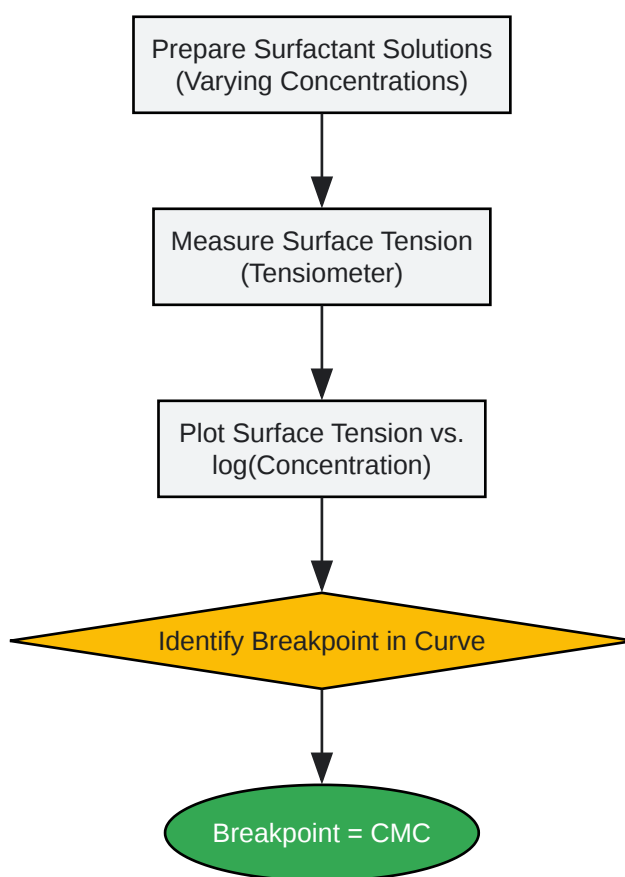 Prepare Surfactant Solutions
(Varying Concentrations)
Measure Surface Tension
(Tensiometer)
Plot Surface Tension vs.
log(Concentration)
Identify Breakpoint in Curve
Breakpoint = CMC